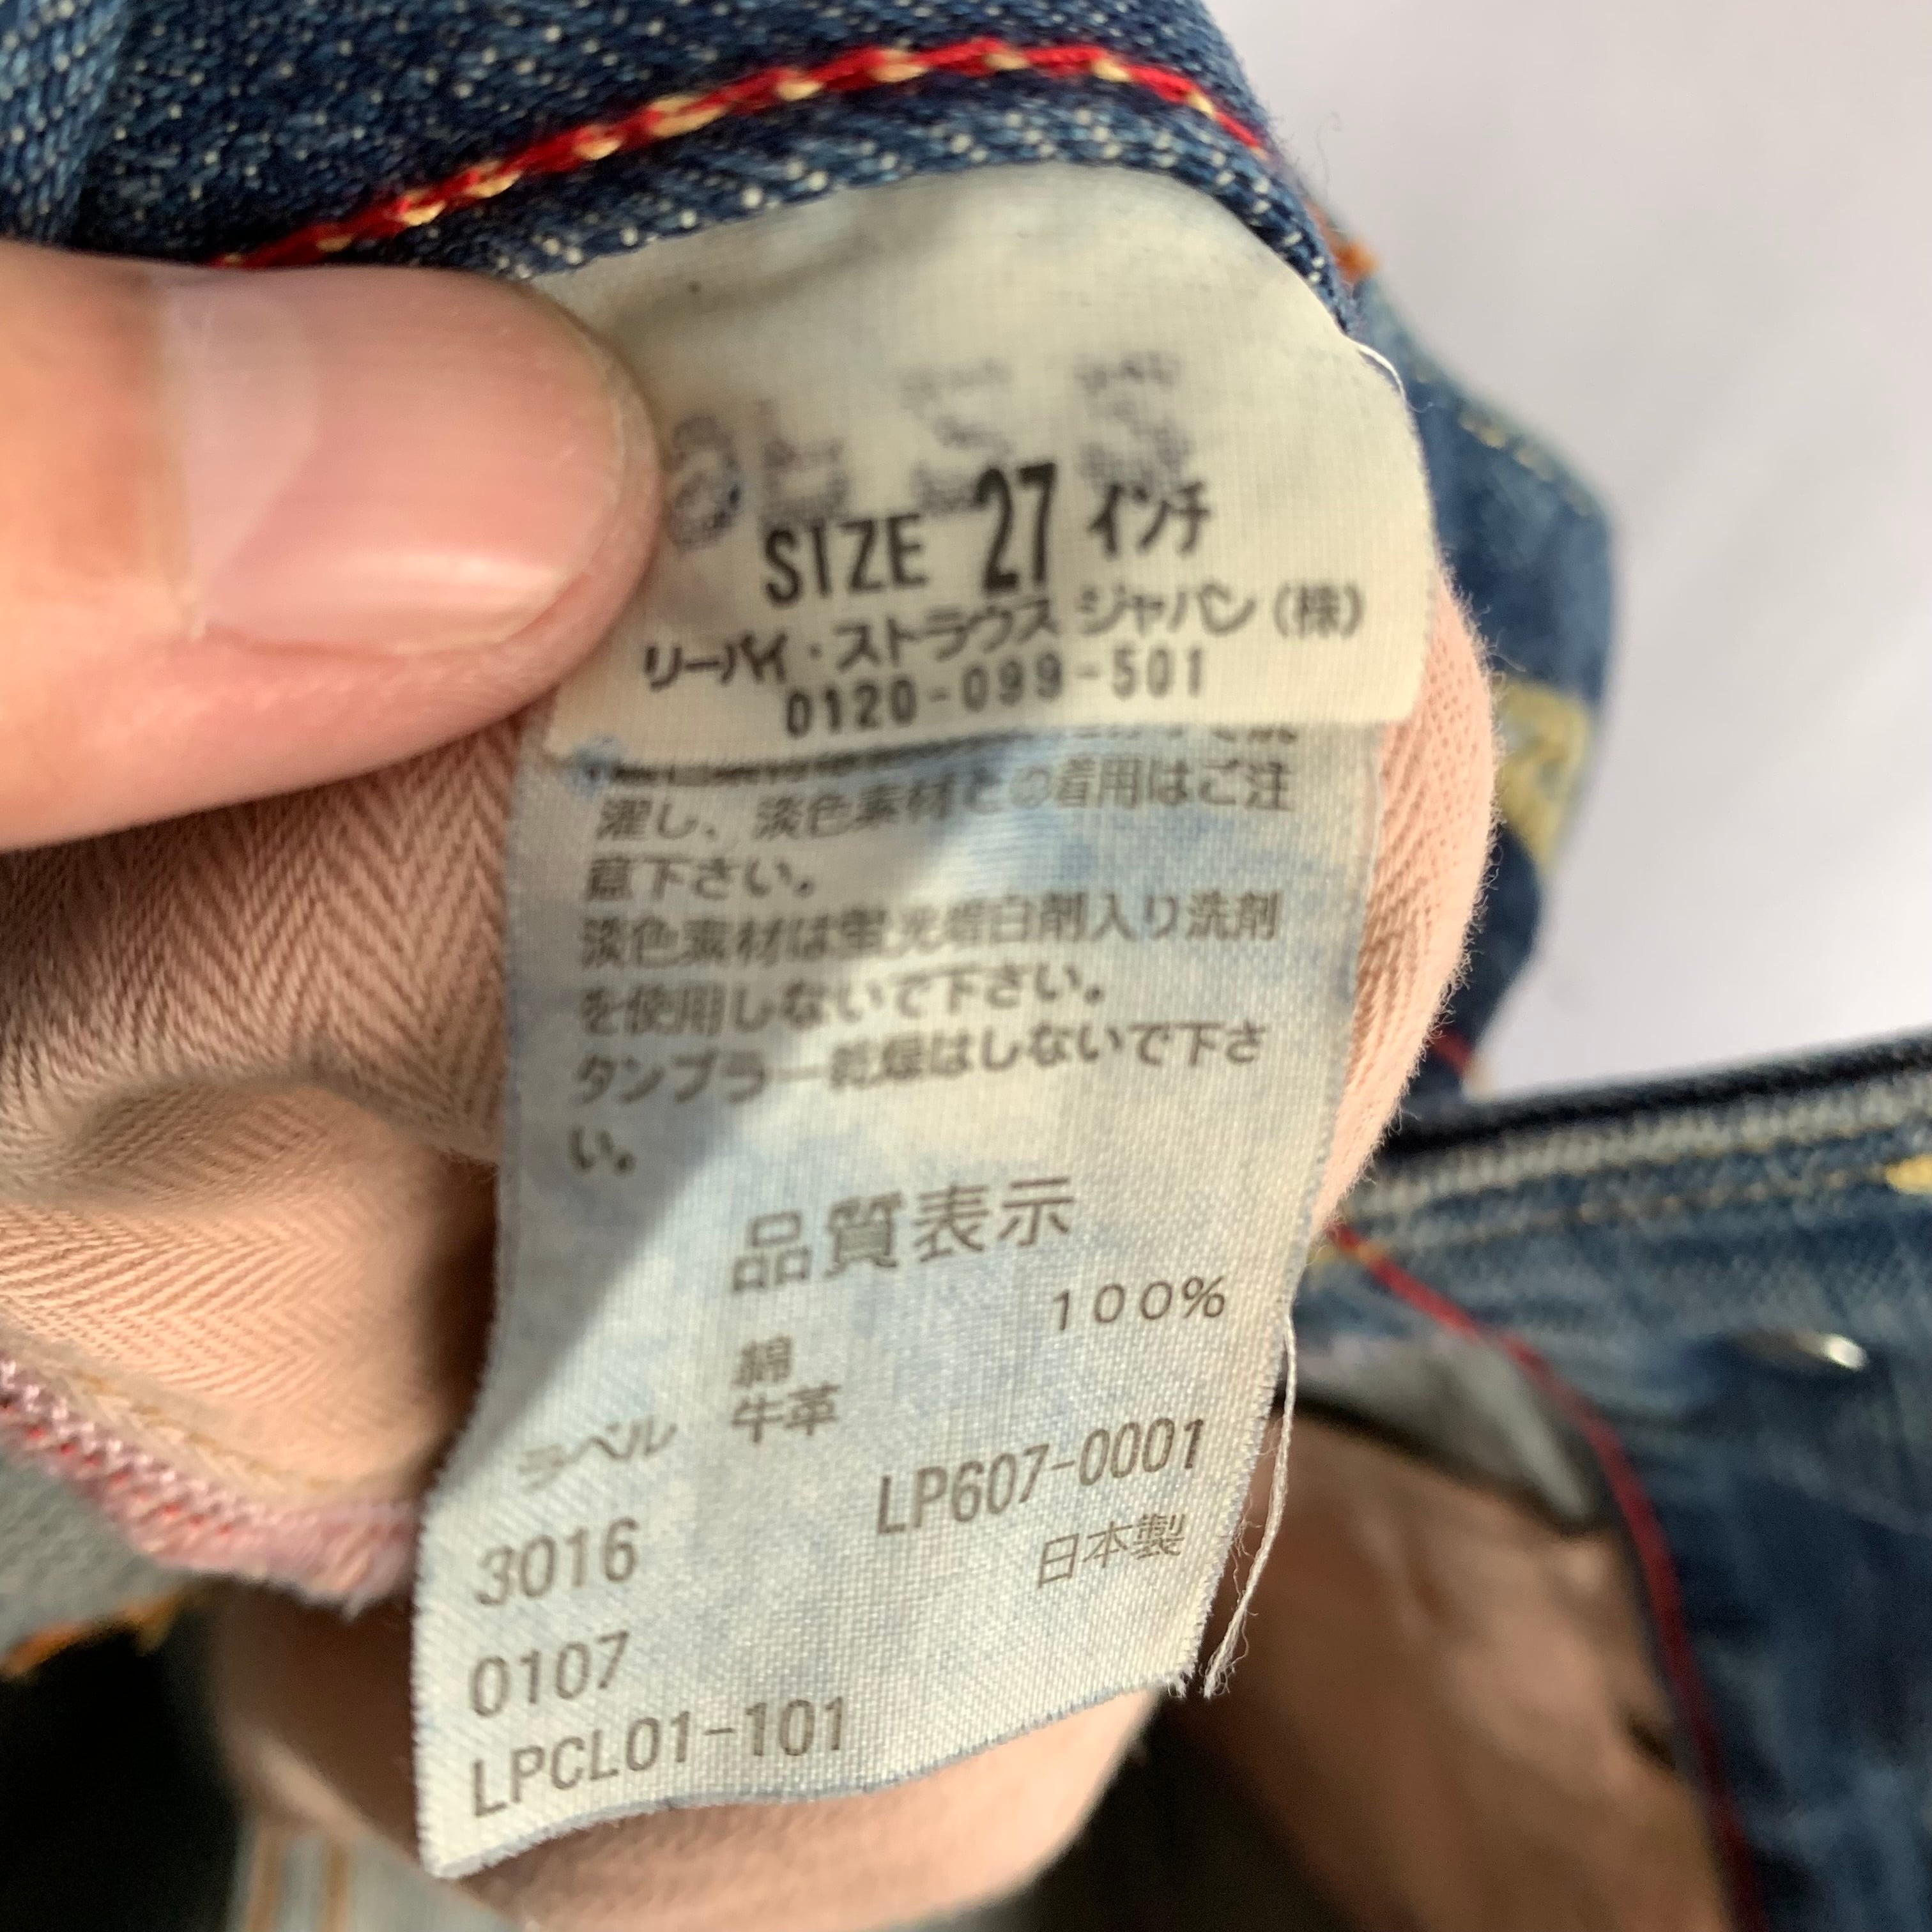 SIZE 27 インチ
リーバイ・ストラウス ジャパン(株)
0120-099-501
濯し、淡色素材との着用はご注
意下さい。
淡色素材は蛍光増白剤入り洗剤
を使用しないで下さい。
タンブラー乾燥はしないで下さ
い。
品質表示
100%
綿
ラベル 牛革
LP607-0001
3016 日本製
0107
LPCL01-101